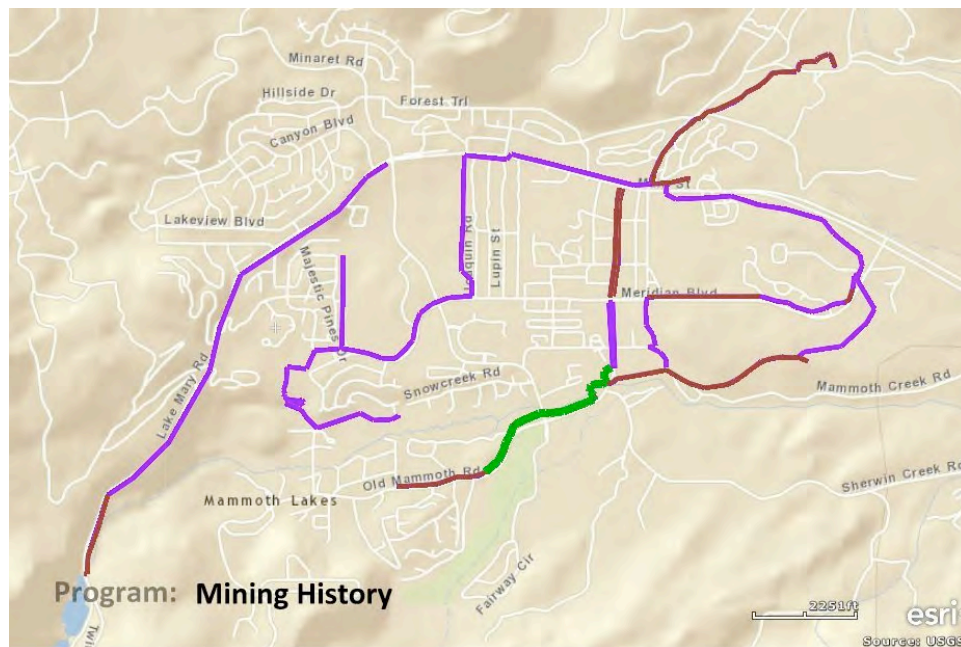 Minaret Rd
Hillside Dr
Forest Trl
Canyon Blvd
Lakeview Blvd
Majestic Pines Dr
Lupin St
Meridian Blvd
Lake Mary Rd
Snowcreek Rd
Mammoth Creek Rd
Old Mammoth Rd
Sherwin Creek Rd
Mammoth Lakes
Fairway Cir
Program: Mining History
2251ft
esri
Source: USGS